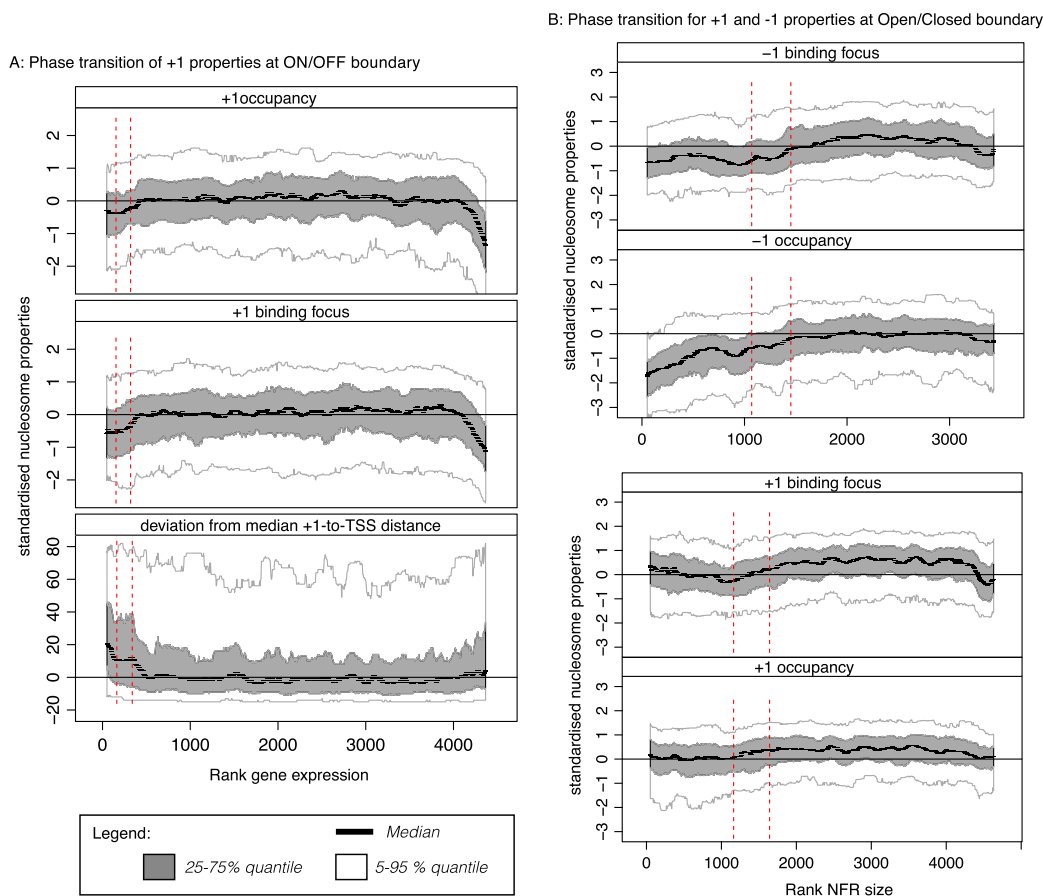 B: Phase transition for +1 and -1 properties at Open/Closed boundary
A: Phase transition of +1 properties at ON/OFF boundary
+1occupancy
2
1
0
−1
−2
+1 binding focus
2
1
0
−1
−2
deviation from median +1-to-TSS distance
80
60
40
20
0
−20
standardised nucleosome properties
0 1000 2000 3000 4000
Rank gene expression
Legend:
Median
25-75% quantile
5-95 % quantile
−1 binding focus
3
2
1
0
−1
−2
−3
−1 occupancy
3
2
1
0
−1
−2
−3
standardised nucleosome properties
0 1000 2000 3000
+1 binding focus
3
2
1
0
−1
−2
−3
+1 occupancy
3
2
1
0
−1
−2
−3
standardised nucleosome properties
0 1000 2000 3000 4000
Rank NFR size